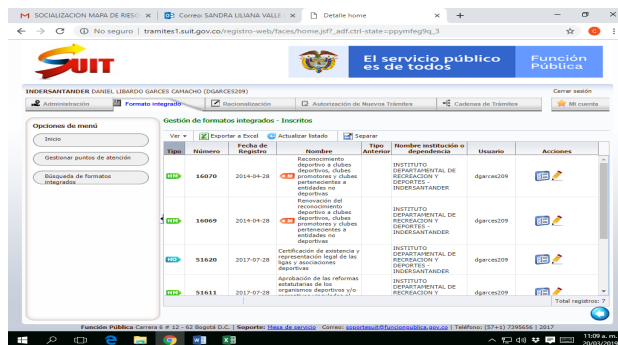 SOCIALIZACION MAPA DE RIESG
Correo: SANDRA LILIANA VALLE
Detalle home
No seguro | tramites1.suit.gov.co/registro-web/faces/home.jsf?_adf.ctrl-state=ppymfeg9q_3
SUIT
El servicio público
es de todos
Función
Pública
INDERSANTANDER DANIEL LIBARDO GARCES CAMACHO (DGARCES209)
Cerrar sesión
Administración
Formato integrado
Racionalización
Autorización de Nuevos Trámites
Cadenas de Trámites
Mi cuenta
Opciones de menú
Inicio
Gestionar puntos de atención
Búsqueda de formatos
integrados
Gestión de formatos integrados - Inscritos
Ver
Exportar a Excel
Actualizar listado
Separar
Tipo Número Fecha de Registro Nombre Tipo Anterior Nombre institución o dependencia Usuario Acciones
HM 16070 2014-04-28
Reconocimiento
deportivo a clubes
deportivos, clubes
promotores y clubes
pertenecientes a
entidades no
deportivas
INSTITUTO
DEPARTAMENTAL DE
RECREACION Y
DEPORTES -
INDERSANTANDER
dgarces209
HM 16069 2014-04-28
Renovación del
reconocimiento
deportivo a clubes
deportivos, clubes
promotores y clubes
pertenecientes a
entidades no
deportivas
INSTITUTO
DEPARTAMENTAL DE
RECREACION Y
DEPORTES -
INDERSANTANDER
dgarces209
HO 51620 2017-07-28
Certificación de existencia y
representación legal de las
ligas y asociaciones
deportivas
INSTITUTO
DEPARTAMENTAL DE
RECREACION Y
DEPORTES -
INDERSANTANDER
dgarces209
HM 51611 2017-07-28
Aprobación de las reformas
estatutarias de los
organismos deportivos y/o
INSTITUTO
DEPARTAMENTAL DE
RECREACION Y
dgarces209
Total registros: 7
Función Pública Carrera 6 # 12 - 62 Bogotá D.C. | Soporte: Mesa de servicio Correo: soportesuit@funcionpublica.gov.co | Teléfono: (57+1) 7395656 | 2017
11:09 a. m.
20/03/2019